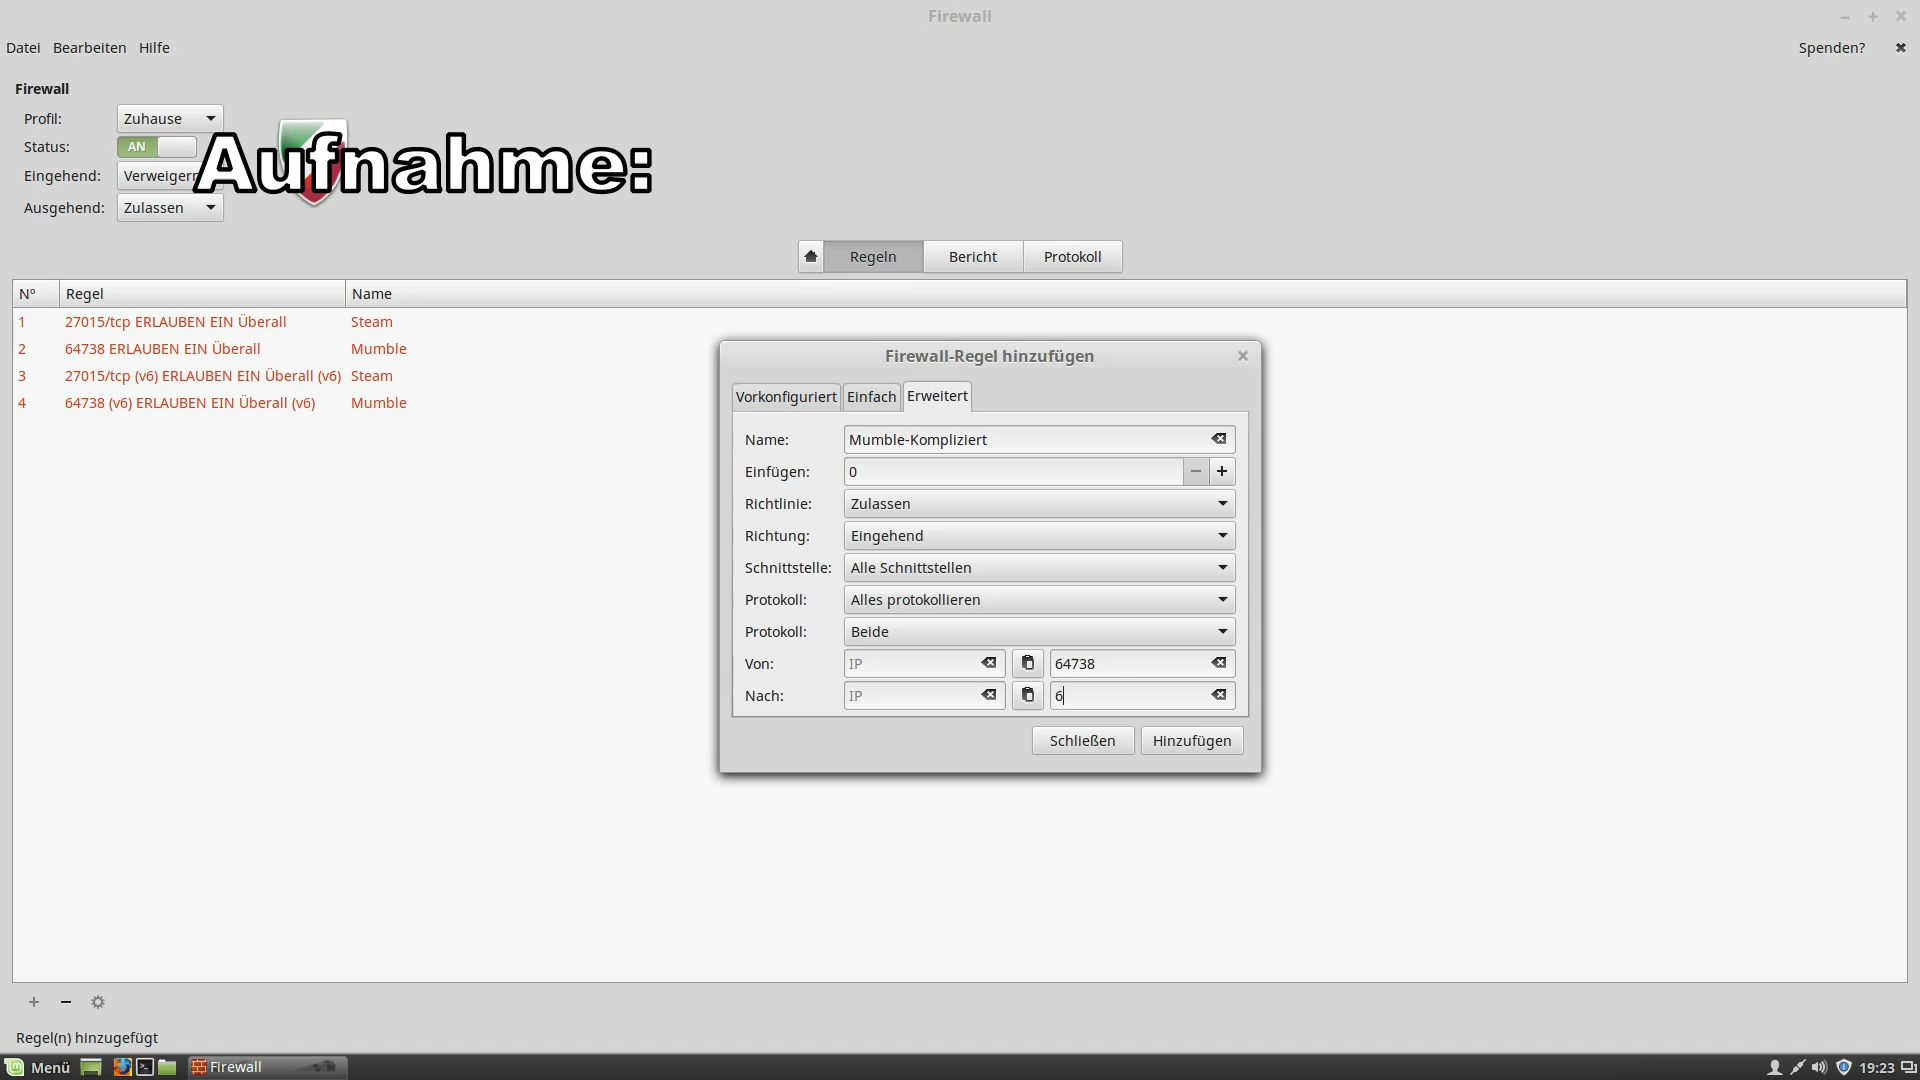 Firewall
Datei Bearbeiten Hilfe Spenden?
Firewall
Profil: Zuhause
Status: AN
Aufnahme:
Eingehend: Verweigern
Ausgehend: Zulassen
Regeln Bericht Protokoll
Nº Regel Name
1 27015/tcp ERLAUBEN EIN Überall Steam
2 64738 ERLAUBEN EIN Überall Mumble
3 27015/tcp (v6) ERLAUBEN EIN Überall (v6) Steam
4 64738 (v6) ERLAUBEN EIN Überall (v6) Mumble
Firewall-Regel hinzufügen
Vorkonfiguriert Einfach Erweitert
Name: Mumble-Kompliziert
Einfügen: 0
Richtlinie: Zulassen
Richtung: Eingehend
Schnittstelle: Alle Schnittstellen
Protokoll: Alles protokollieren
Protokoll: Beide
Von: IP 64738
Nach: IP 6
Schließen Hinzufügen
Regel(n) hinzugefügt
Menü Firewall 19:23